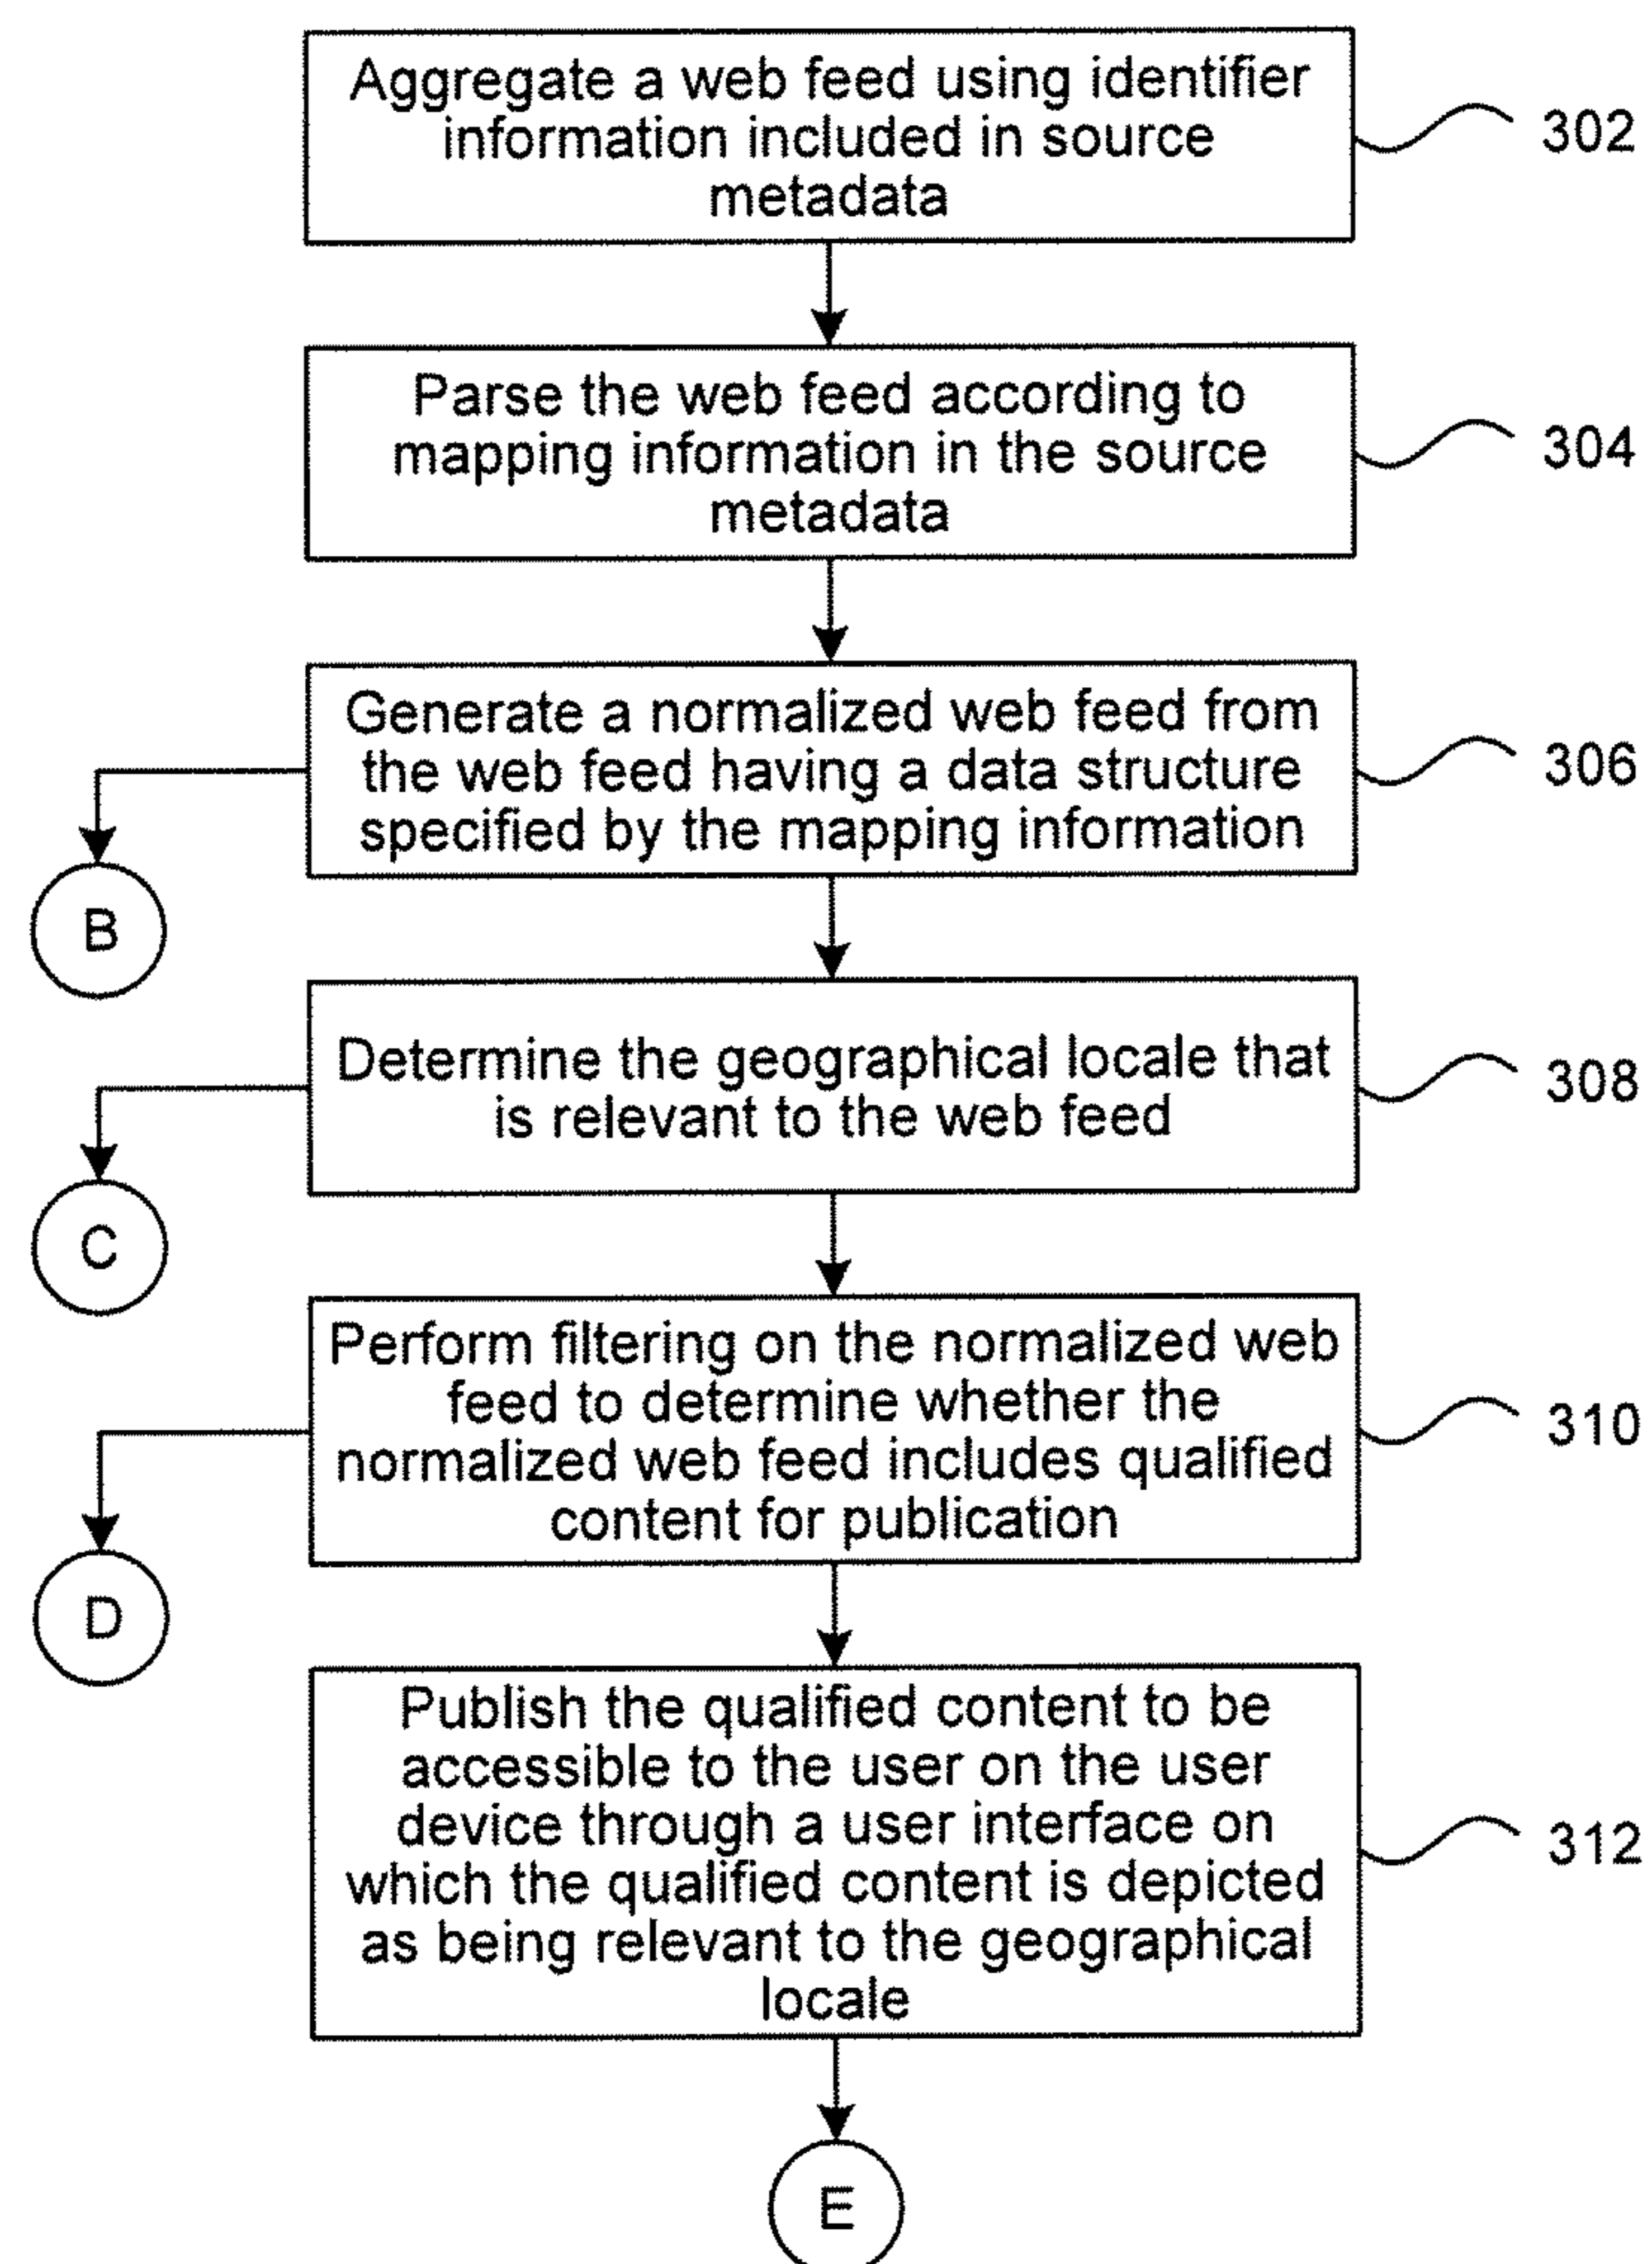 Aggregate a web feed using identifier
information included in source
metadata
302
Parse the web feed according to
mapping information in the source
metadata
304
Generate a normalized web feed from
the web feed having a data structure
specified by the mapping information
306
B
Determine the geographical locale that
is relevant to the web feed
308
C
Perform filtering on the normalized web
feed to determine whether the
normalized web feed includes qualified
content for publication
310
D
Publish the qualified content to be
accessible to the user on the user
device through a user interface on
which the qualified content is depicted
as being relevant to the geographical
locale
312
E